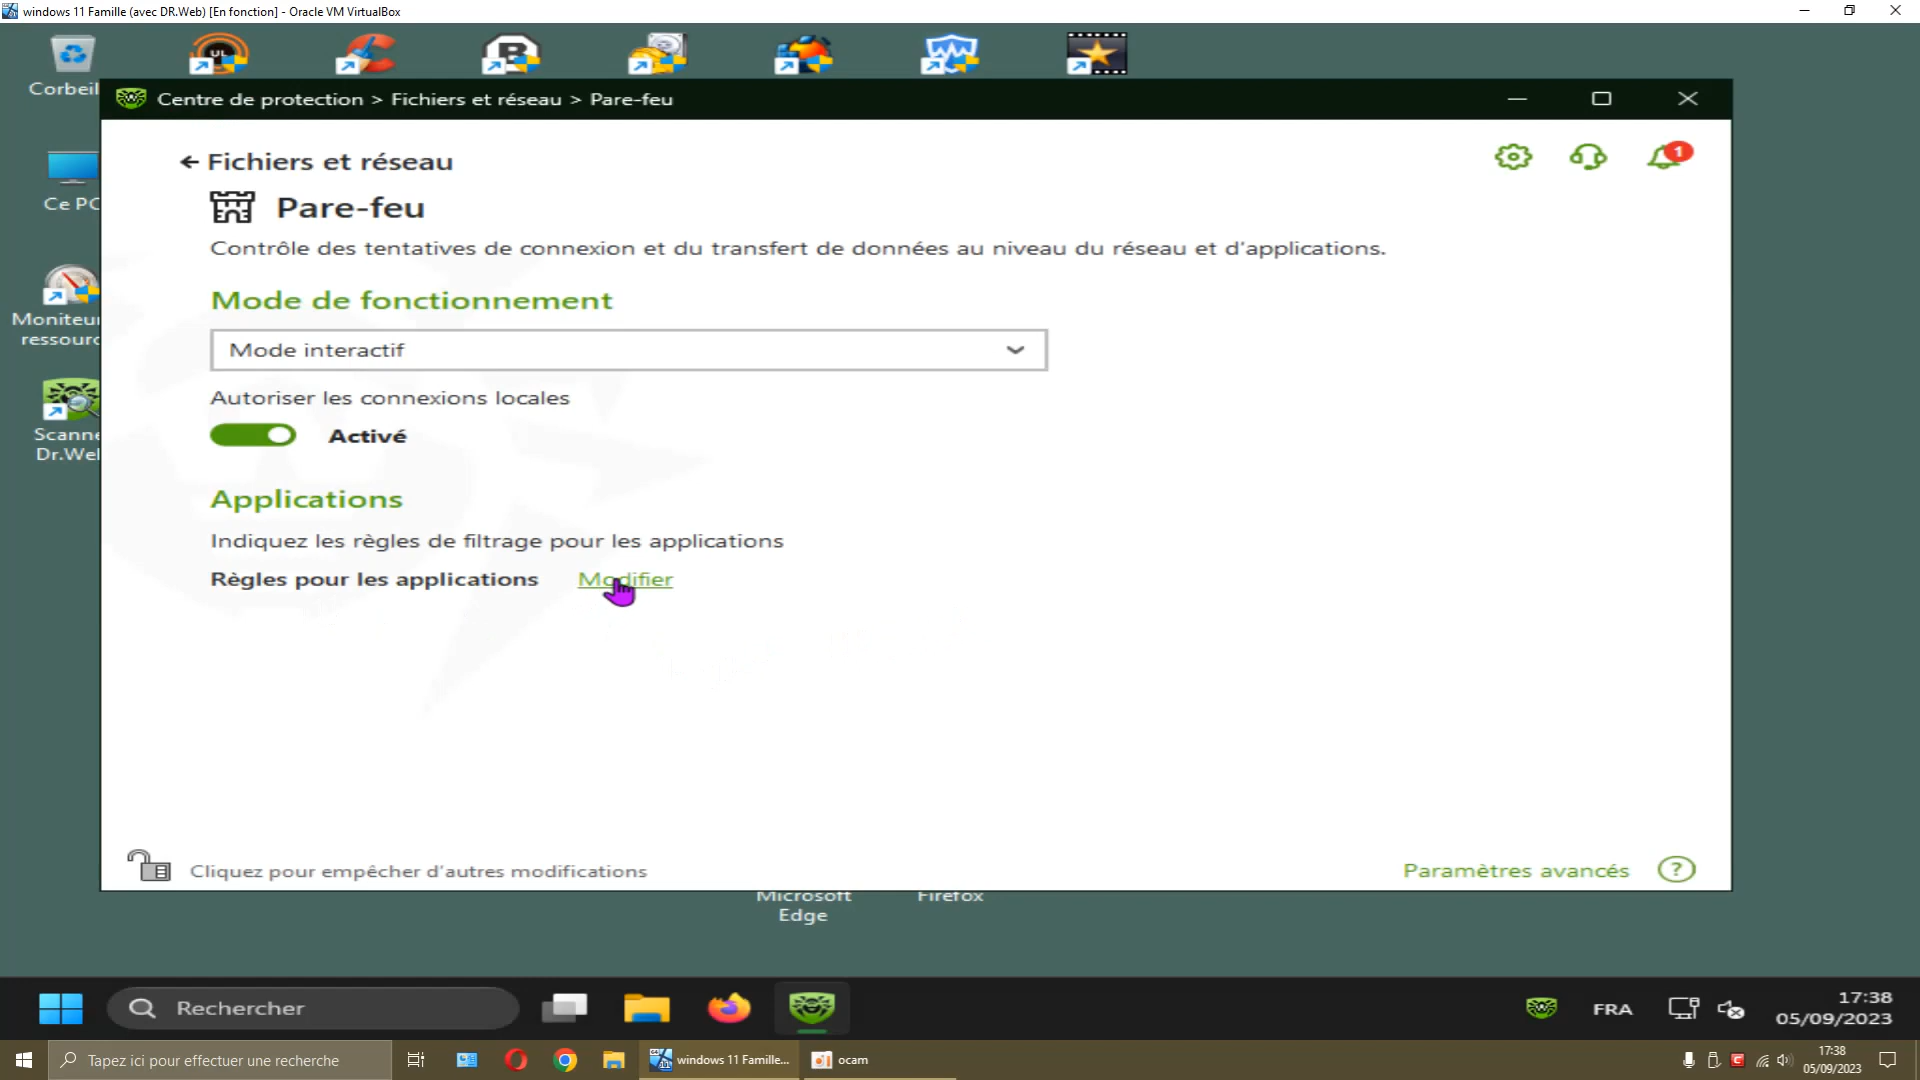 windows 11 Famille (avec DR.Web) [En fonction] - Oracle VM VirtualBox
Corbeil
Centre de protection > Fichiers et réseau > Pare-feu
Fichiers et réseau
1
Pare-feu
Contrôle des tentatives de connexion et du transfert de données au niveau du réseau et d'applications.
Mode de fonctionnement
Mode interactif
Autoriser les connexions locales
Activé
Applications
Indiquez les règles de filtrage pour les applications
Règles pour les applications Modifier
Cliquez pour empêcher d'autres modifications
Paramètres avancés ?
Ce PC
Moniteur
ressourc
Scanne
Dr.Wel
Microsoft
Edge
Firefox
Rechercher
FRA
17:38
05/09/2023
Tapez ici pour effectuer une recherche
windows 11 Famille...
ocam
17:38
05/09/2023